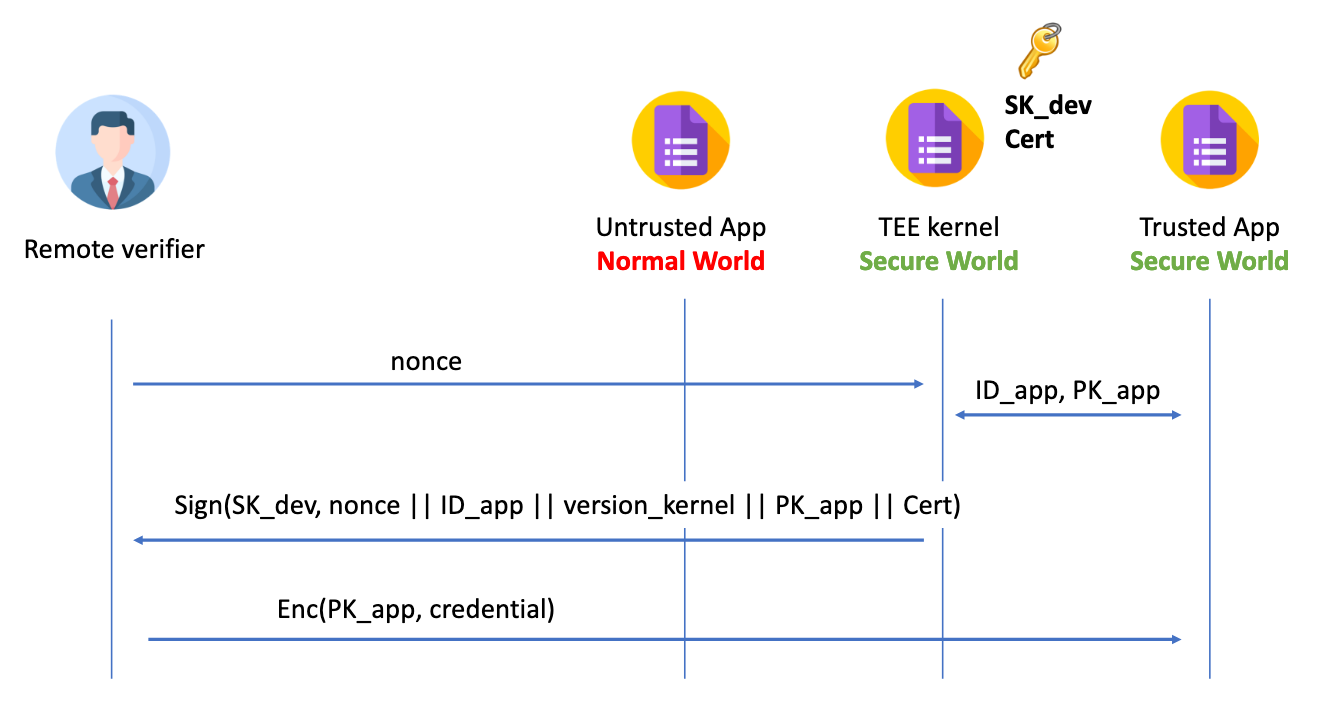 SK_dev
Cert
Remote verifier
Untrusted App
Normal World
TEE kernel
Secure World
Trusted App
Secure World
nonce
ID_app, PK_app
Sign(SK_dev, nonce || ID_app || version_kernel || PK_app || Cert)
Enc(PK_app, credential)